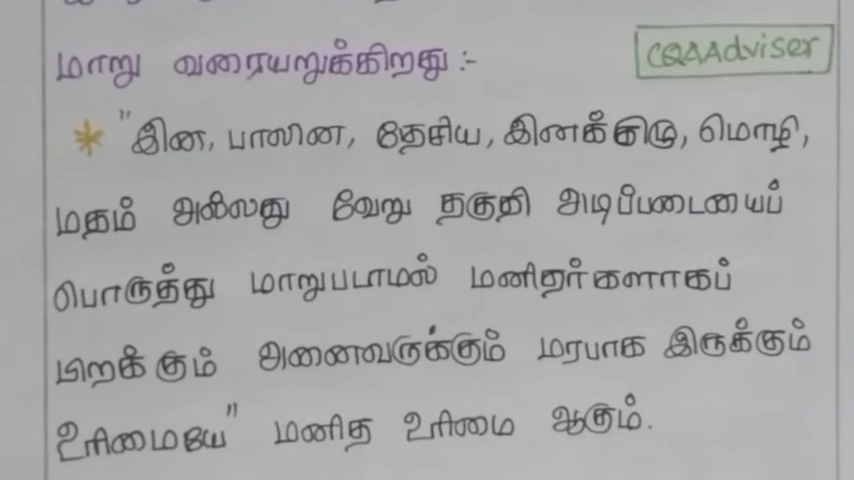 மாறு வரையறுக்கிறது :-
CQAAdviser
* "இன, பாலின, தேசிய, இனக்குழு, மொழி,
மதம் அல்லது வேறு தகுதி அடிப்படையைப்
பொருத்து மாறுபடாமல் மனிதர்களாகப்
பிறக்கும் அனைவருக்கும் மரபாக இருக்கும்
உரிமையே" மனித உரிமை ஆகும்.